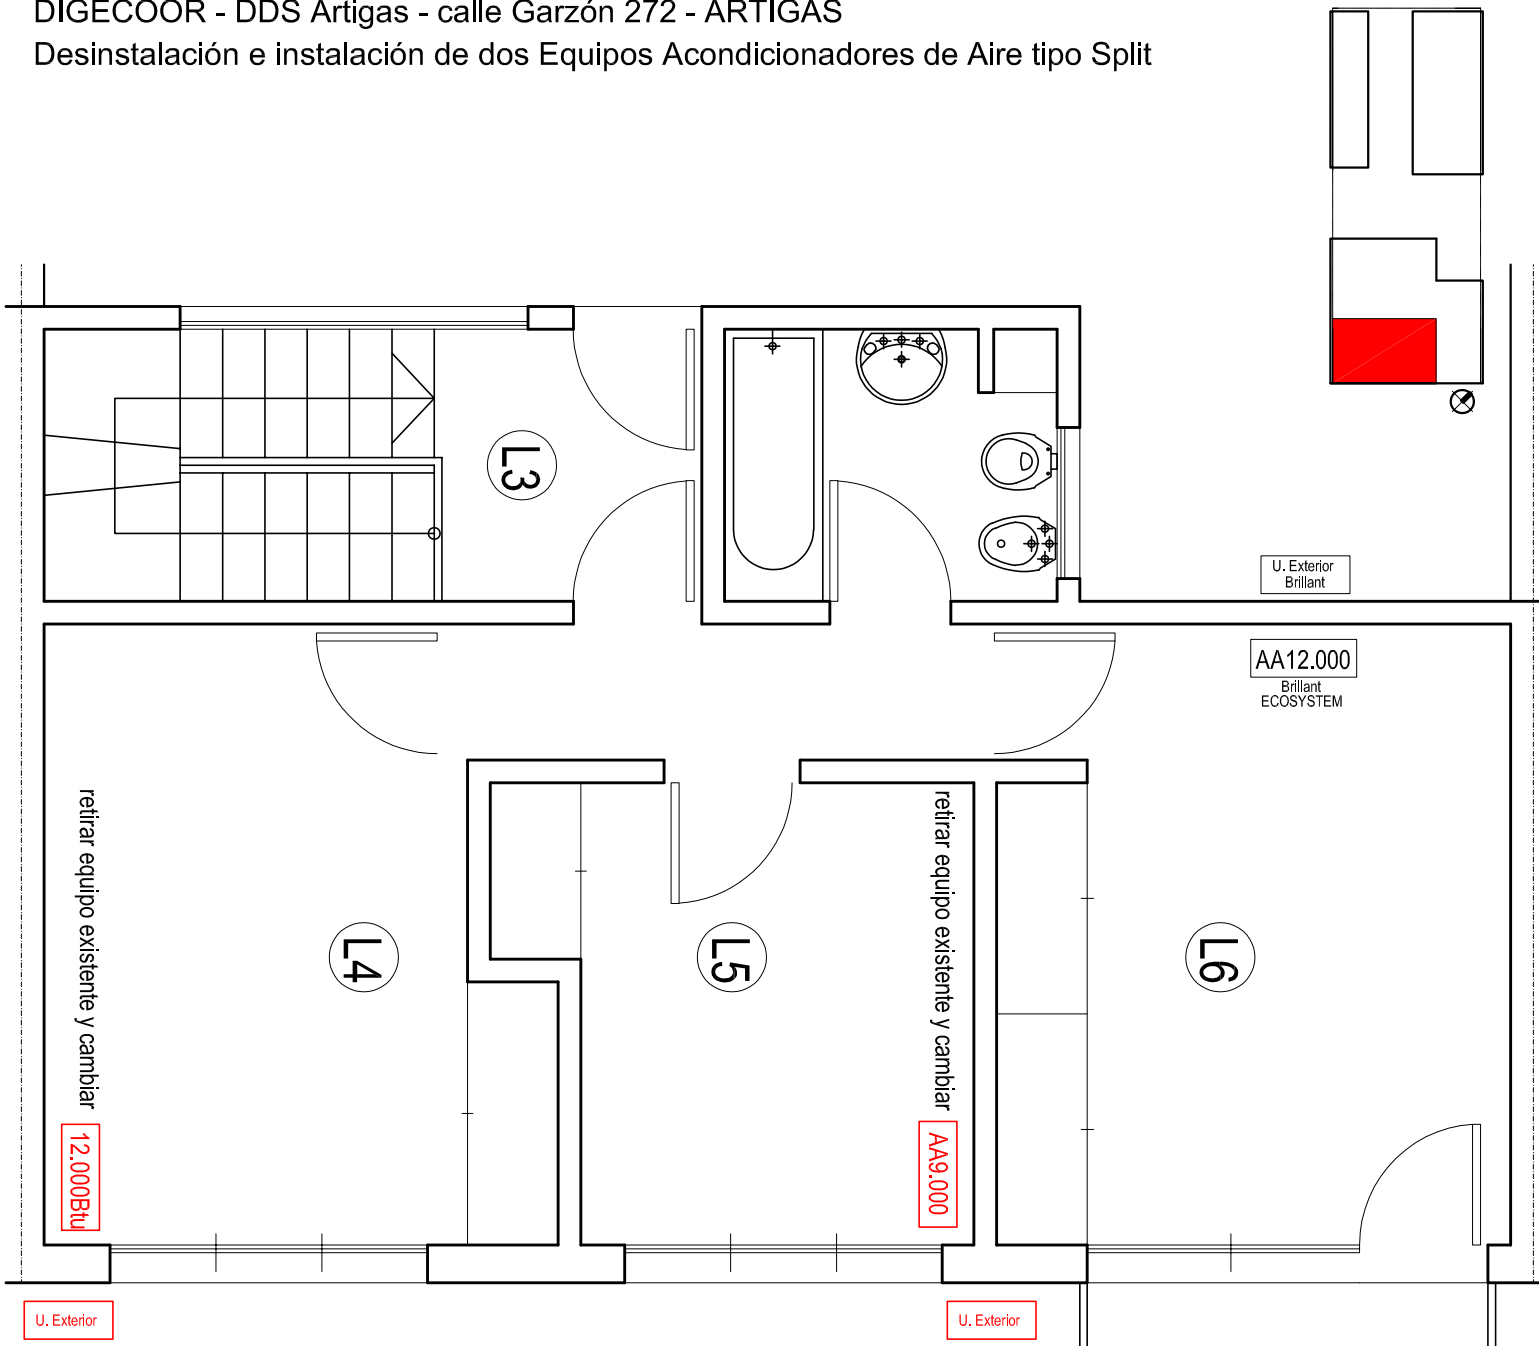 DIGECOOR - DDS Artigas - calle Garzón 272 - ARTIGAS
Desinstalación e instalación de dos Equipos Acondicionadores de Aire tipo Split
L3
U. Exterior
Brillant
AA12.000
Brillant
ECOSYSTEM
retirar equipo existente y cambiar
12.000Btu
L4
L5
retirar equipo existente y cambiar
AA9.000
L6
U. Exterior
U. Exterior